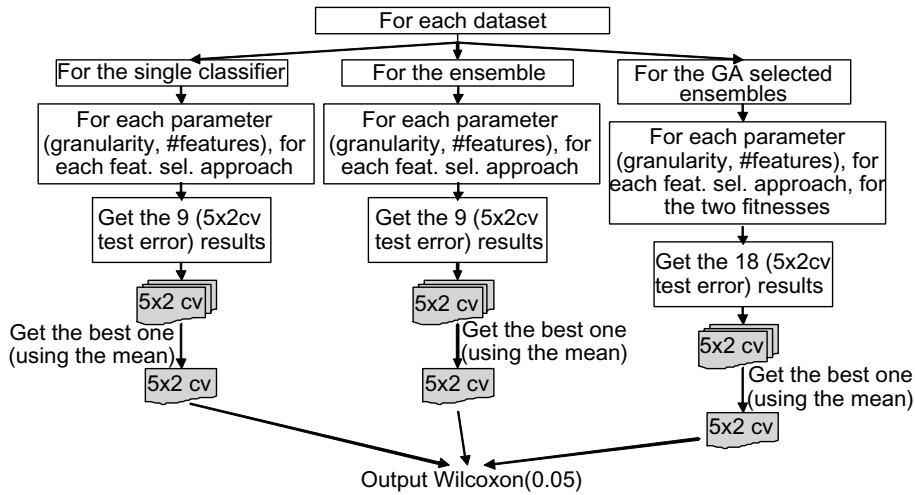 For each dataset
For the single classifier
For each parameter
(granularity, #features), for
each feat. sel. approach
Get the 9 (5x2cv
test error) results
5x2 cv
Get the best one
(using the mean)
5x2 cv
For the ensemble
For each parameter
(granularity, #features), for
each feat. sel. approach
Get the 9 (5x2cv
test error) results
5x2 cv
Get the best one
(using the mean)
5x2 cv
For the GA selected
ensembles
For each parameter
(granularity, #features), for
each feat. sel. approach, for
the two fitnesses
Get the 18 (5x2cv
test error) results
5x2 cv
Get the best one
(using the mean)
5x2 cv
Output Wilcoxon(0.05)